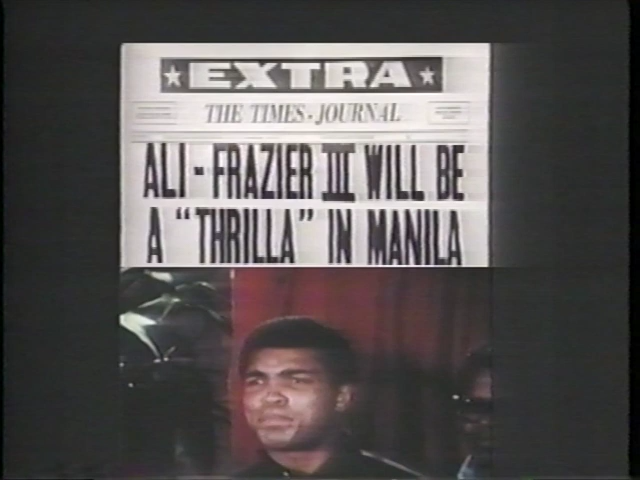 EXTRA
THE TIMES-JOURNAL
ALI-FRAZIER III WILL BE
A "THRILLA" IN MANILA